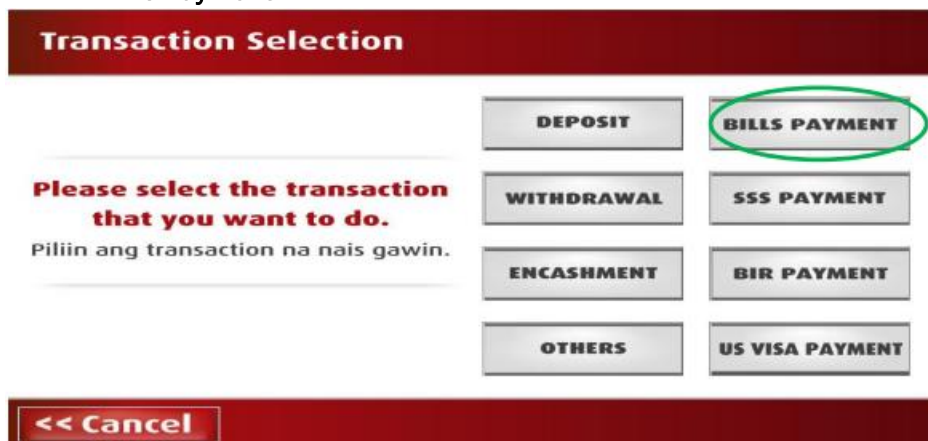 Transaction Selection
DEPOSIT
BILLS PAYMENT
Please select the transaction
that you want to do.
Piliin ang transaction na nais gawin.
WITHDRAWAL
SSS PAYMENT
ENCASHMENT
BIR PAYMENT
OTHERS
US VISA PAYMENT
<< Cancel